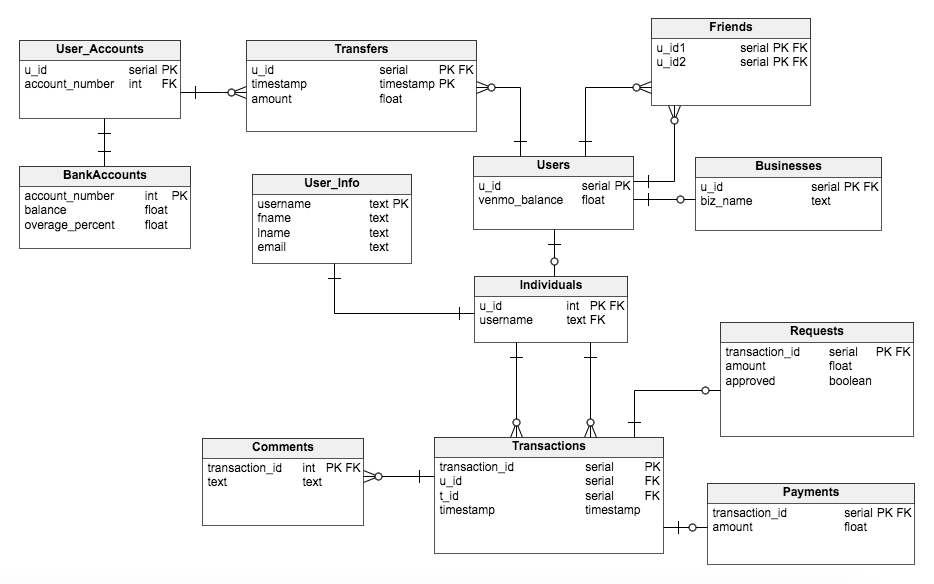 User_Accounts
u_id serial PK
account_number int FK
Transfers
u_id serial PK FK
timestamp timestamp PK
amount float
Friends
u_id1 serial PK FK
u_id2 serial PK FK
BankAccounts
account_number int PK
balance float
overage_percent float
User_Info
username text PK
fname text
lname text
email text
Users
u_id serial PK
venmo_balance float
Businesses
u_id serial PK FK
biz_name text
Individuals
u_id int PK FK
username text FK
Requests
transaction_id serial PK FK
amount float
approved boolean
Comments
transaction_id int PK FK
text text
Transactions
transaction_id serial PK
u_id serial FK
t_id serial FK
timestamp timestamp
Payments
transaction_id serial PK FK
amount float